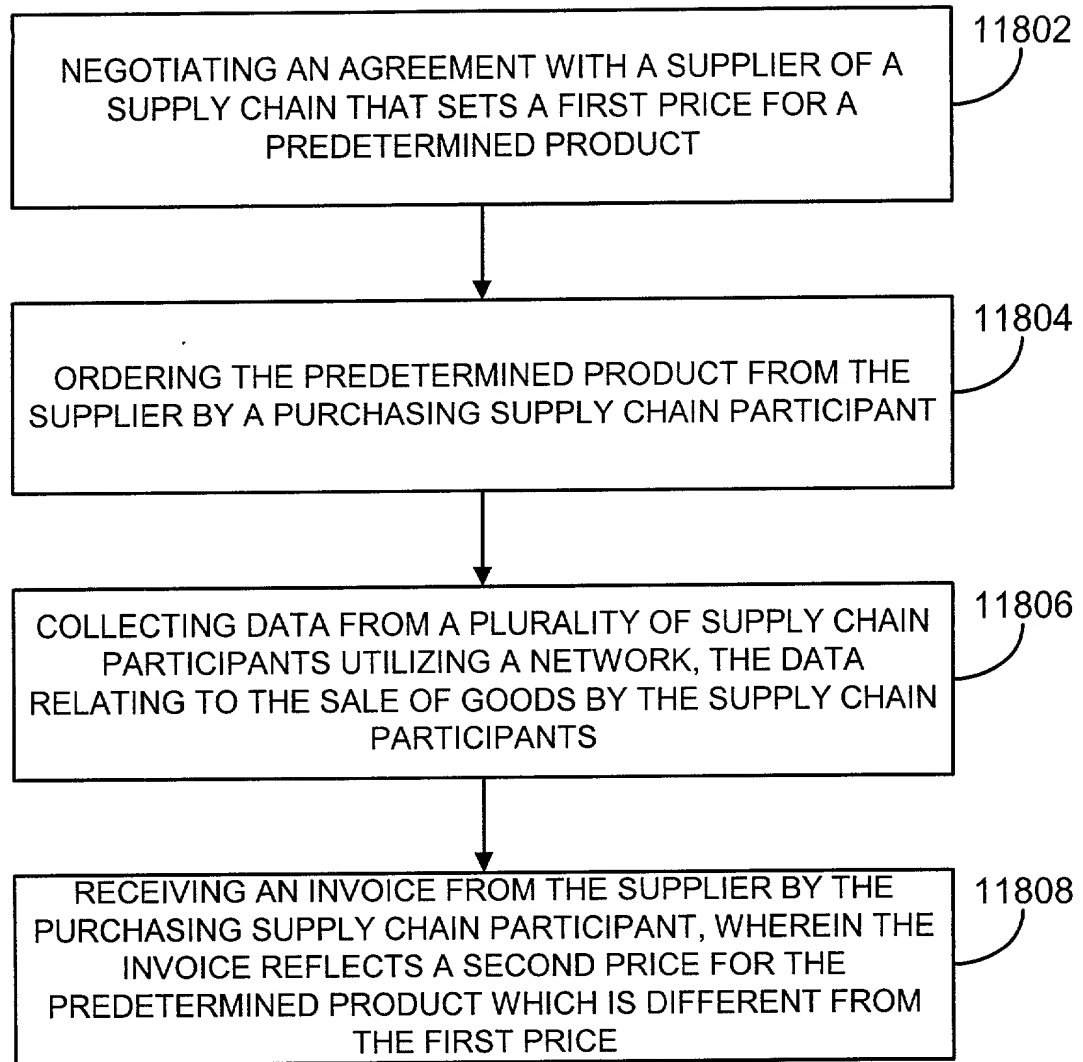 11802
NEGOTIATING AN AGREEMENT WITH A SUPPLIER OF A
SUPPLY CHAIN THAT SETS A FIRST PRICE FOR A
PREDETERMINED PRODUCT
11804
ORDERING THE PREDETERMINED PRODUCT FROM THE
SUPPLIER BY A PURCHASING SUPPLY CHAIN PARTICIPANT
11806
COLLECTING DATA FROM A PLURALITY OF SUPPLY CHAIN
PARTICIPANTS UTILIZING A NETWORK, THE DATA
RELATING TO THE SALE OF GOODS BY THE SUPPLY CHAIN
PARTICIPANTS
11808
RECEIVING AN INVOICE FROM THE SUPPLIER BY THE
PURCHASING SUPPLY CHAIN PARTICIPANT, WHEREIN THE
INVOICE REFLECTS A SECOND PRICE FOR THE
PREDETERMINED PRODUCT WHICH IS DIFFERENT FROM
THE FIRST PRICE